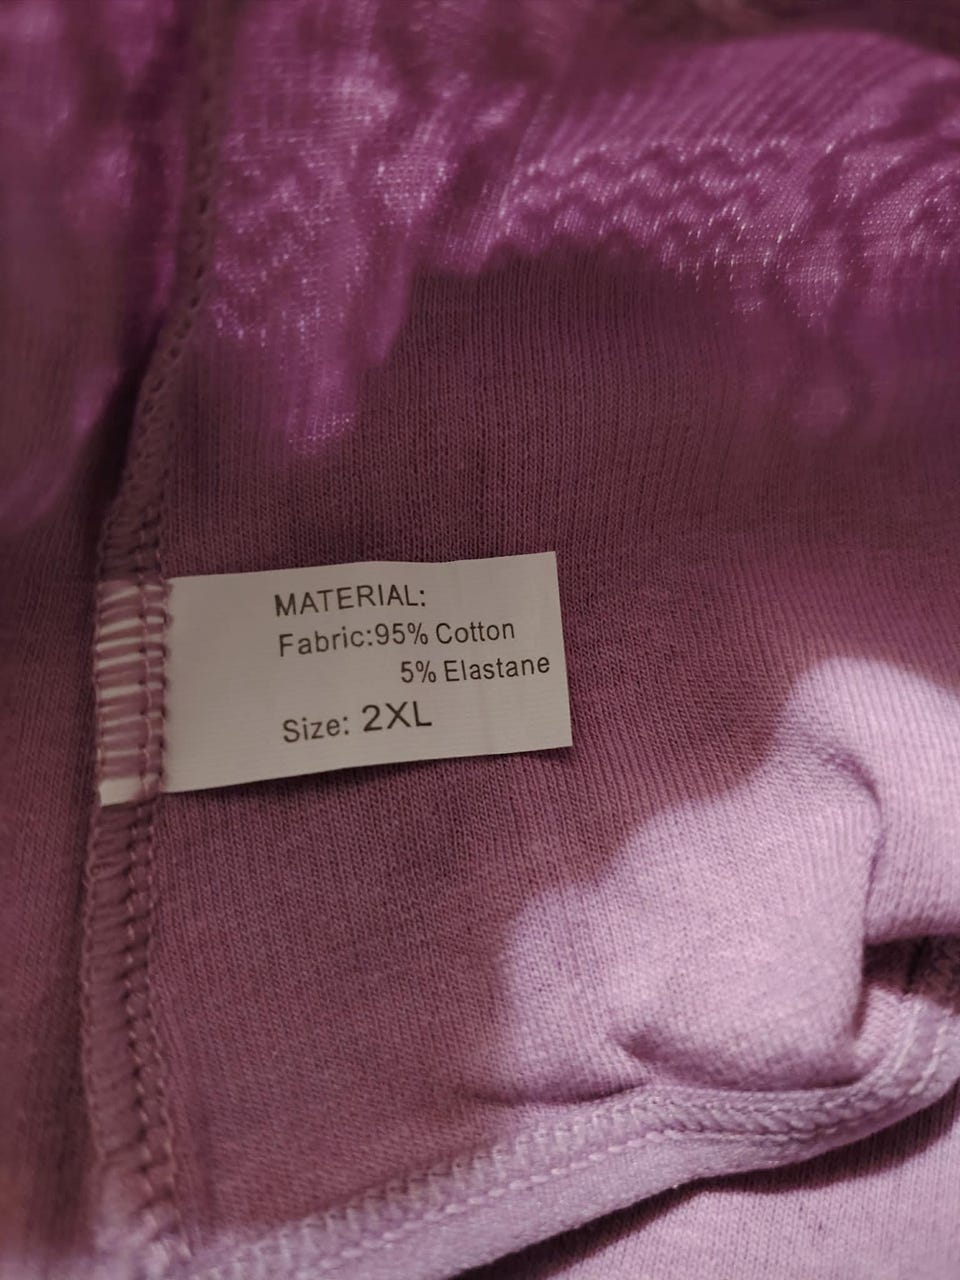 MATERIAL:
Fabric:95% Cotton
5% Elastane
Size: 2XL